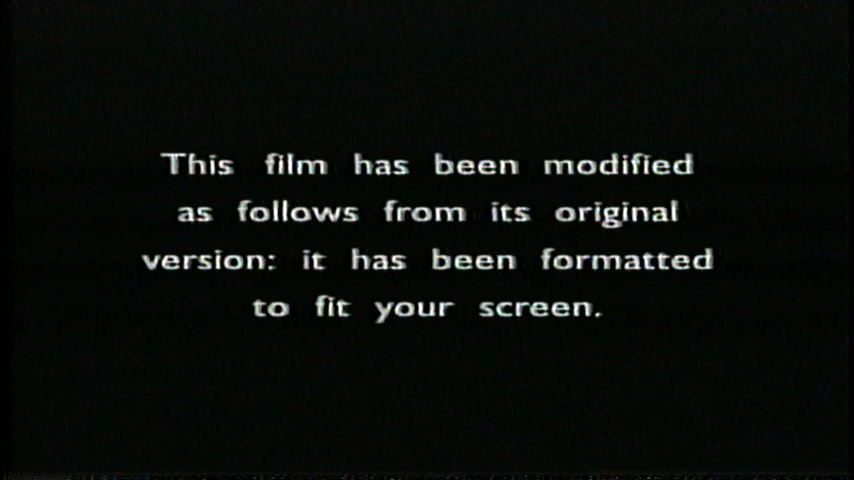 This film has been modified
as follows from its original
version: it has been formatted
to fit your screen.